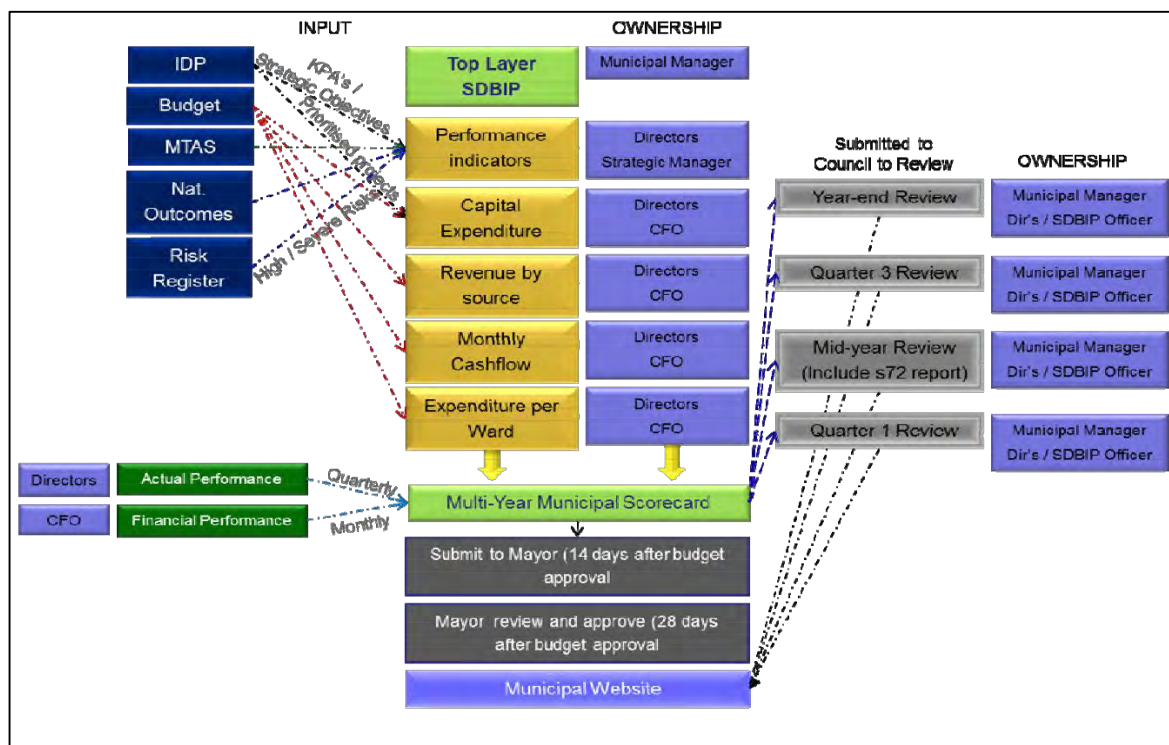 INPUT
OWNERSHIP
IDP
Budget
MTAS
Nat.
Outcomes
Risk
Register
KPA's /
Strategic Objectives
Prioritised projects
High / Severe Risks
Top Layer
SDBIP
Municipal Manager
Performance
indicators
Directors
Strategic Manager
Capital
Expenditure
Directors
CFO
Revenue by
source
Directors
CFO
Monthly
Cashflow
Directors
CFO
Expenditure per
Ward
Directors
CFO
Submitted to
Council to Review
OWNERSHIP
Year-end Review
Municipal Manager
Dir's / SDBIP Officer
Quarter 3 Review
Municipal Manager
Dir's / SDBIP Officer
Mid-year Review
(Include s72 report)
Municipal Manager
Dir's / SDBIP Officer
Quarter 1 Review
Municipal Manager
Dir's / SDBIP Officer
Directors
Actual Performance
Quarterly
CFO
Financial Performance
Monthly
Multi-Year Municipal Scorecard
Submit to Mayor (14 days after budget
approval
Mayor review and approve (28 days
after budget approval
Municipal Website